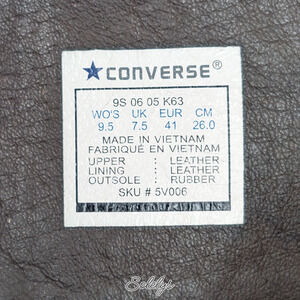 CONVERSE®
9S 06 05 K63
WO'S UK EUR CM
9.5 7.5 41 26.0
MADE IN VIETNAM
FABRIQUÉ EN VIETNAM
UPPER : LEATHER
LINING : LEATHER
OUTSOLE : RUBBER
SKU # 5V006